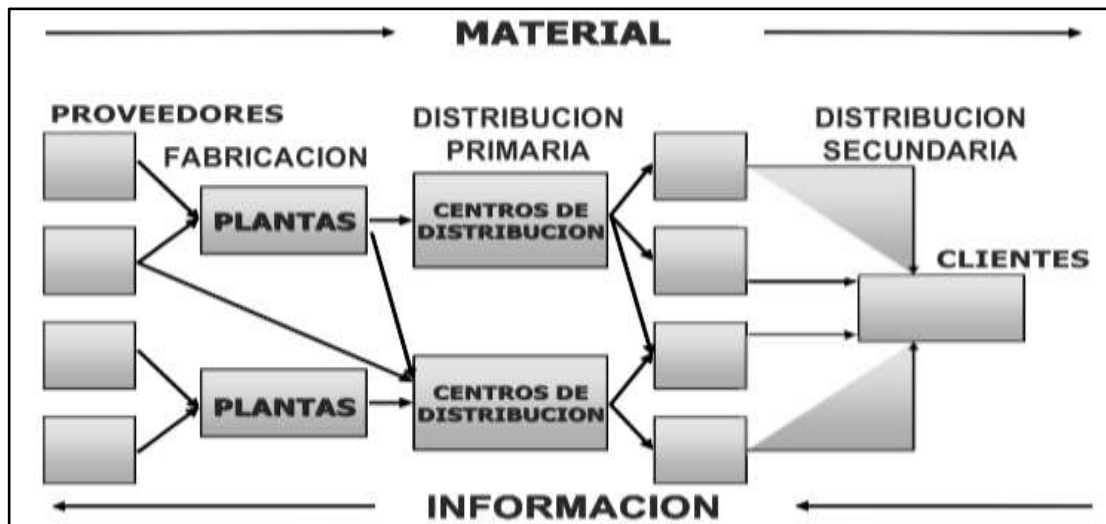 MATERIAL
PROVEEDORES
FABRICACION
DISTRIBUCION
PRIMARIA
DISTRIBUCION
SECUNDARIA
PLANTAS
CENTROS DE
DISTRIBUCION
CLIENTES
PLANTAS
CENTROS DE
DISTRIBUCION
INFORMACION